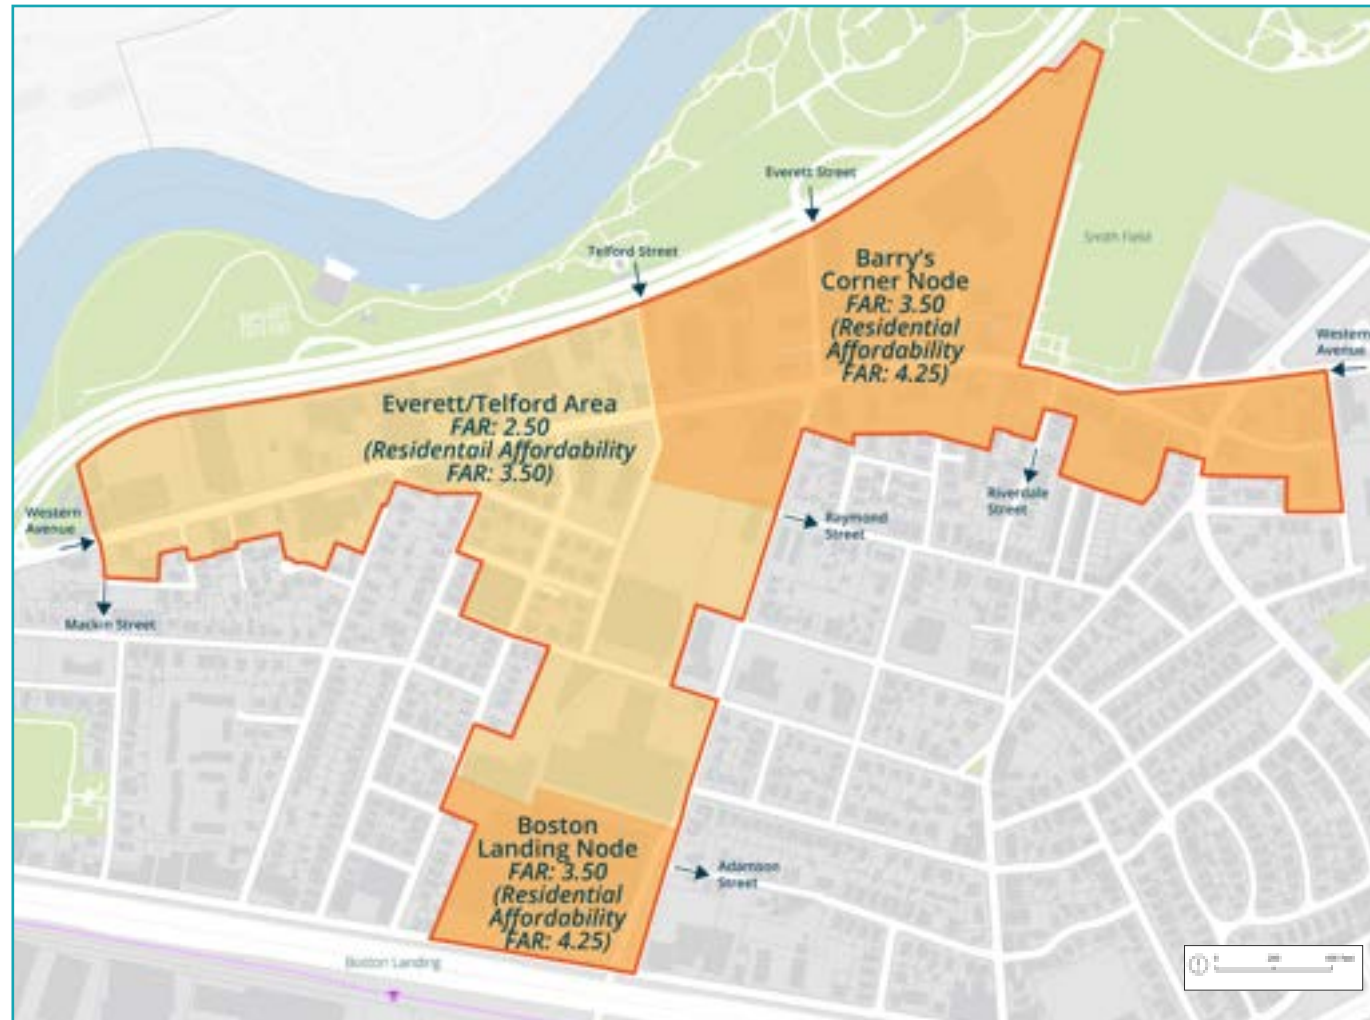 Everett Street
Telford Street
Smith Field
Barry's
Corner Node
FAR: 3.50
(Residential
Affordability
FAR: 4.25)
Western
Avenue
Everett/Telford Area
FAR: 2.50
(Residentail Affordability
FAR: 3.50)
Western
Avenue
Riverdale
Street
Raymond
Street
Mackin Street
Boston
Landing Node
FAR: 3.50
(Residential
Affordability
FAR: 4.25)
Adamson
Street
Boston Landing
0